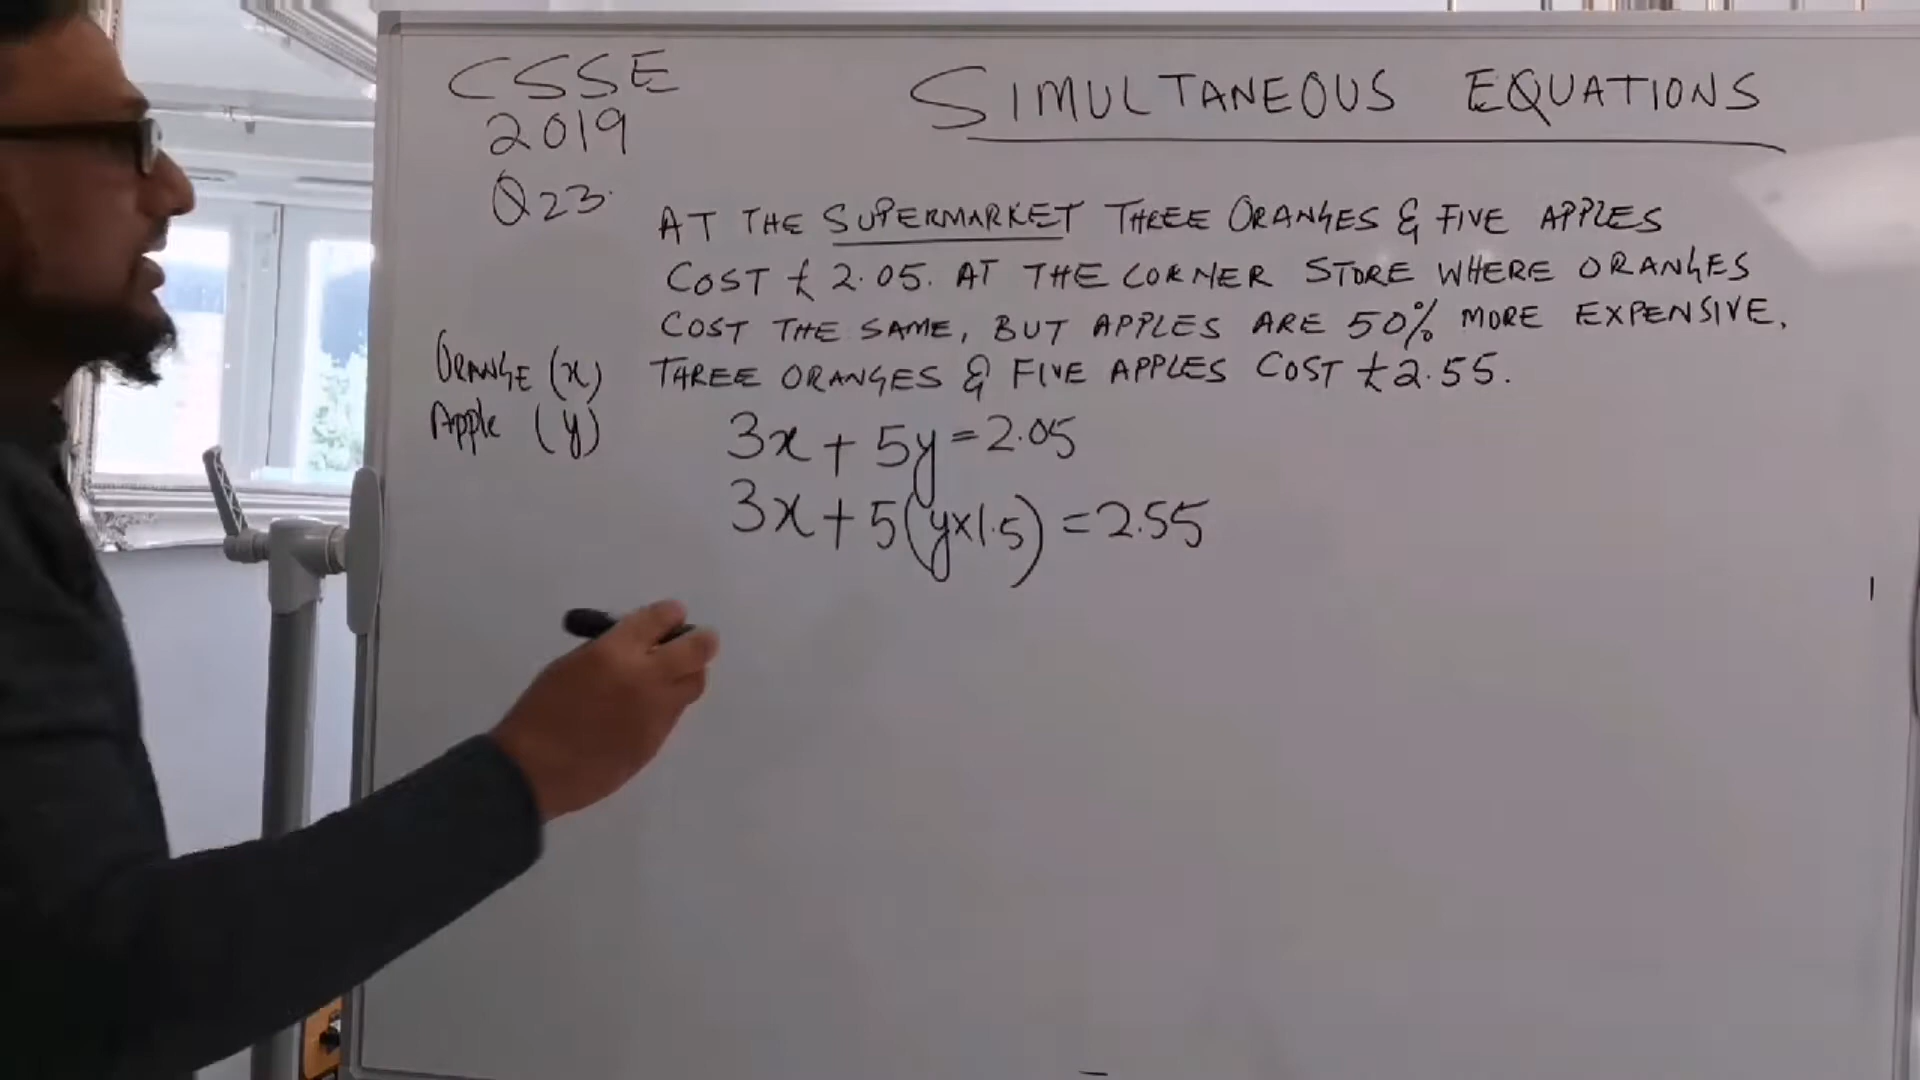 CSSE
2019
Q23.
SIMULTANEOUS EQUATIONS
AT THE SUPERMARKET THREE ORANGES & FIVE APPLES
COST £2.05. AT THE CORNER STORE WHERE ORANGES
COST THE SAME, BUT APPLES ARE 50% MORE EXPENSIVE,
THREE ORANGES & FIVE APPLES COST £2.55.
ORANGE (x)
Apple (y)
3x + 5y = 2.05
3x + 5(y×1.5) = 2.55